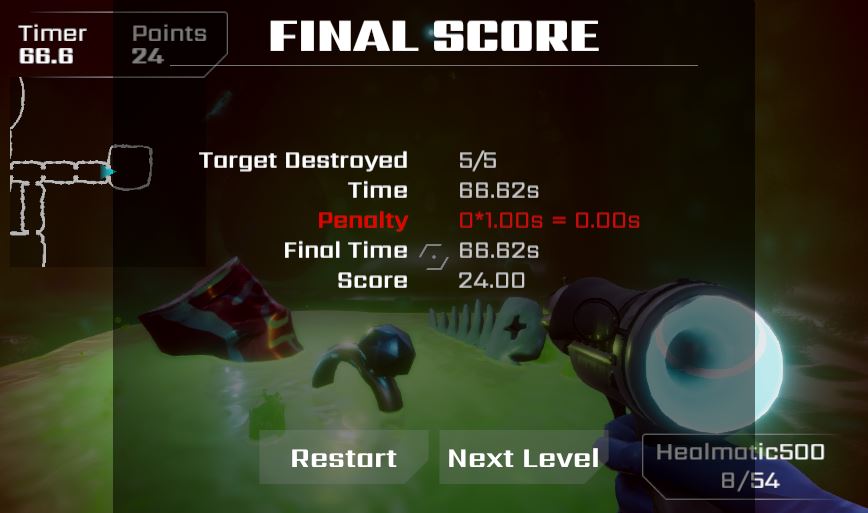 Timer
66.6
Points
24
FINAL SCORE
Target Destroyed 5/5
Time 66.62s
Penalty 0*1.00s = 0.00s
Final Time 66.62s
Score 24.00
Restart
Next Level
Healmatic500
8/54